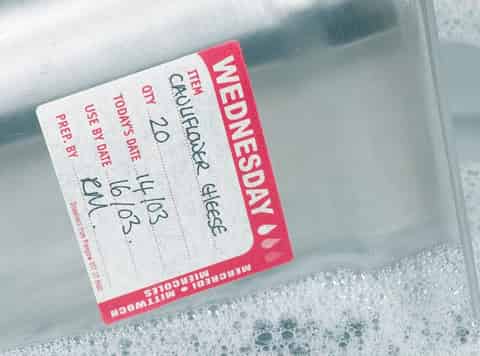 WEDNESDAY
ITEM CAULIFLOWER CHEESE
QTY 20
TODAY'S DATE 14/03
USE BY DATE 16/03.
PREP. BY RM.
MERCREDI • MITTWOCH
MIERCOLES